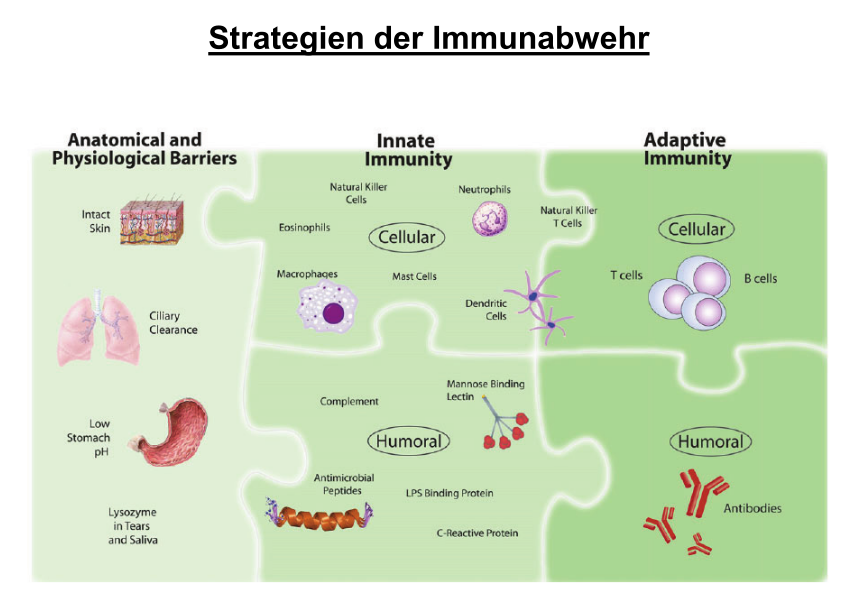 Strategien der Immunabwehr
Anatomical and
Physiological Barriers
Intact
Skin
Ciliary
Clearance
Low
Stomach
pH
Lysozyme
in Tears
and Saliva
Innate
Immunity
Natural Killer
Cells
Neutrophils
Eosinophils
Cellular
Natural Killer
T Cells
Macrophages
Mast Cells
Dendritic
Cells
Complement
Mannose Binding
Lectin
Humoral
Antimicrobial
Peptides
LPS Binding Protein
C-Reactive Protein
Adaptive
Immunity
Cellular
T cells
B cells
Humoral
Antibodies